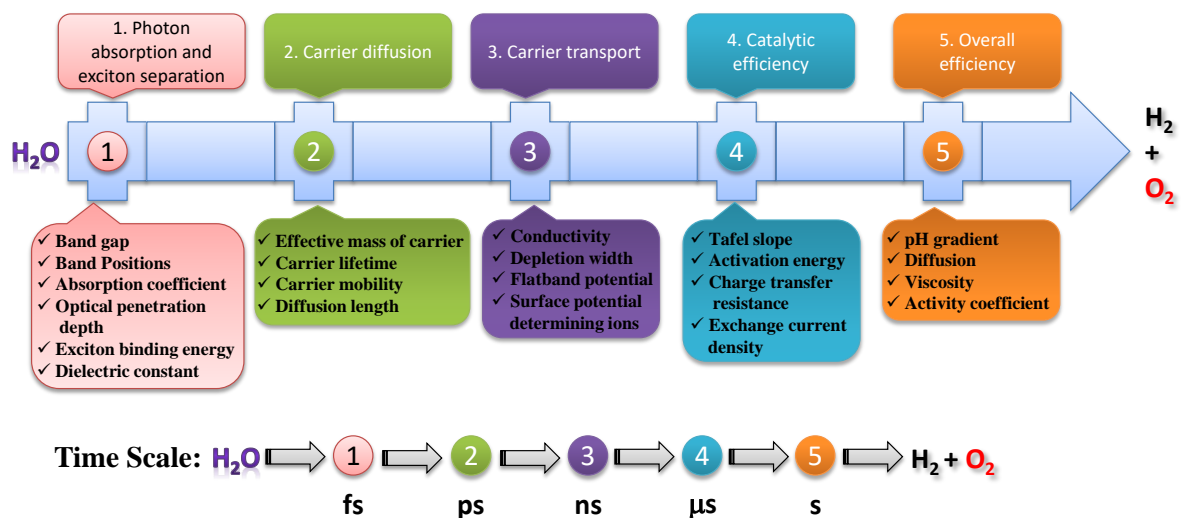 1. Photon
absorption and
exciton separation
2. Carrier diffusion
3. Carrier transport
4. Catalytic
efficiency
5. Overall
efficiency
H₂O
1
2
3
4
5
H₂
+
O₂
✓ Band gap
✓ Band Positions
✓ Absorption coefficient
✓ Optical penetration
depth
✓ Exciton binding energy
✓ Dielectric constant
✓ Effective mass of carrier
✓ Carrier lifetime
✓ Carrier mobility
✓ Diffusion length
✓ Conductivity
✓ Depletion width
✓ Flatband potential
✓ Surface potential
determining ions
✓ Tafel slope
✓ Activation energy
✓ Charge transfer
resistance
✓ Exchange current
density
✓ pH gradient
✓ Diffusion
✓ Viscosity
✓ Activity coefficient
Time Scale: H₂O 1 2 3 4 5 H₂ + O₂
fs ps ns µs s